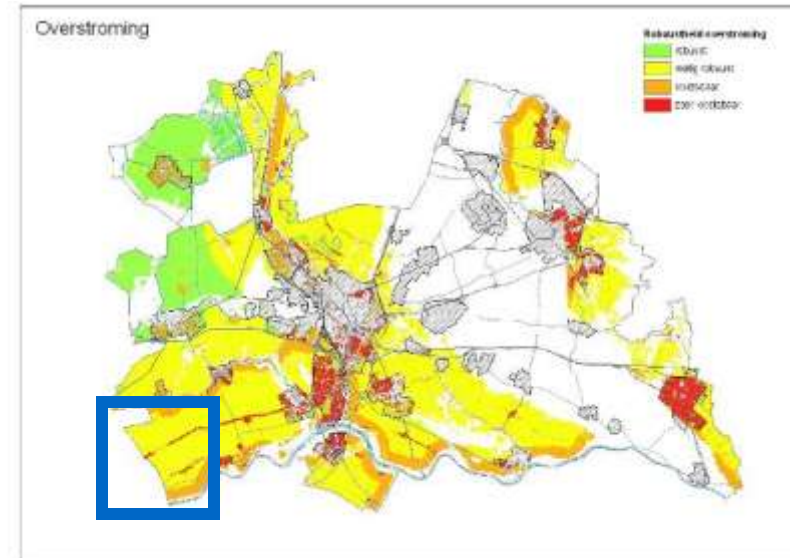 Overstroming
Robuustheid overstroming
robuust
matig robuust
kwetsbaar
zeer kwetsbaar